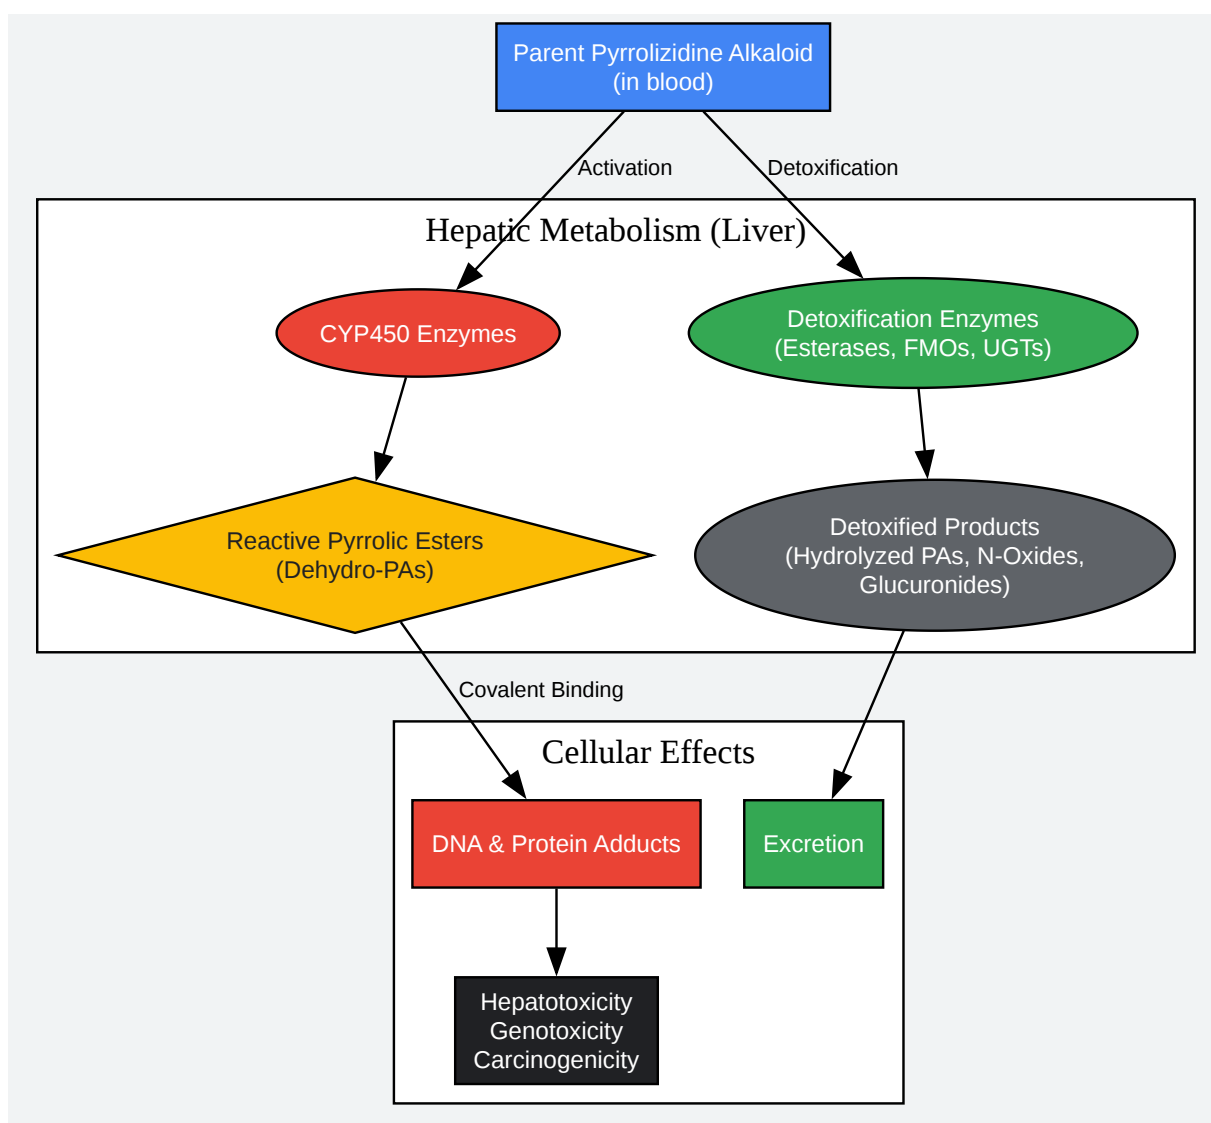 Parent Pyrrolizidine Alkaloid
(in blood)
Activation
Detoxification
Hepatic Metabolism (Liver)
CYP450 Enzymes
Detoxification Enzymes
(Esterases, FMOs, UGTs)
Reactive Pyrrolic Esters
(Dehydro-PAs)
Detoxified Products
(Hydrolyzed PAs, N-Oxides,
Glucuronides)
Covalent Binding
Cellular Effects
DNA & Protein Adducts
Excretion
Hepatotoxicity
Genotoxicity
Carcinogenicity